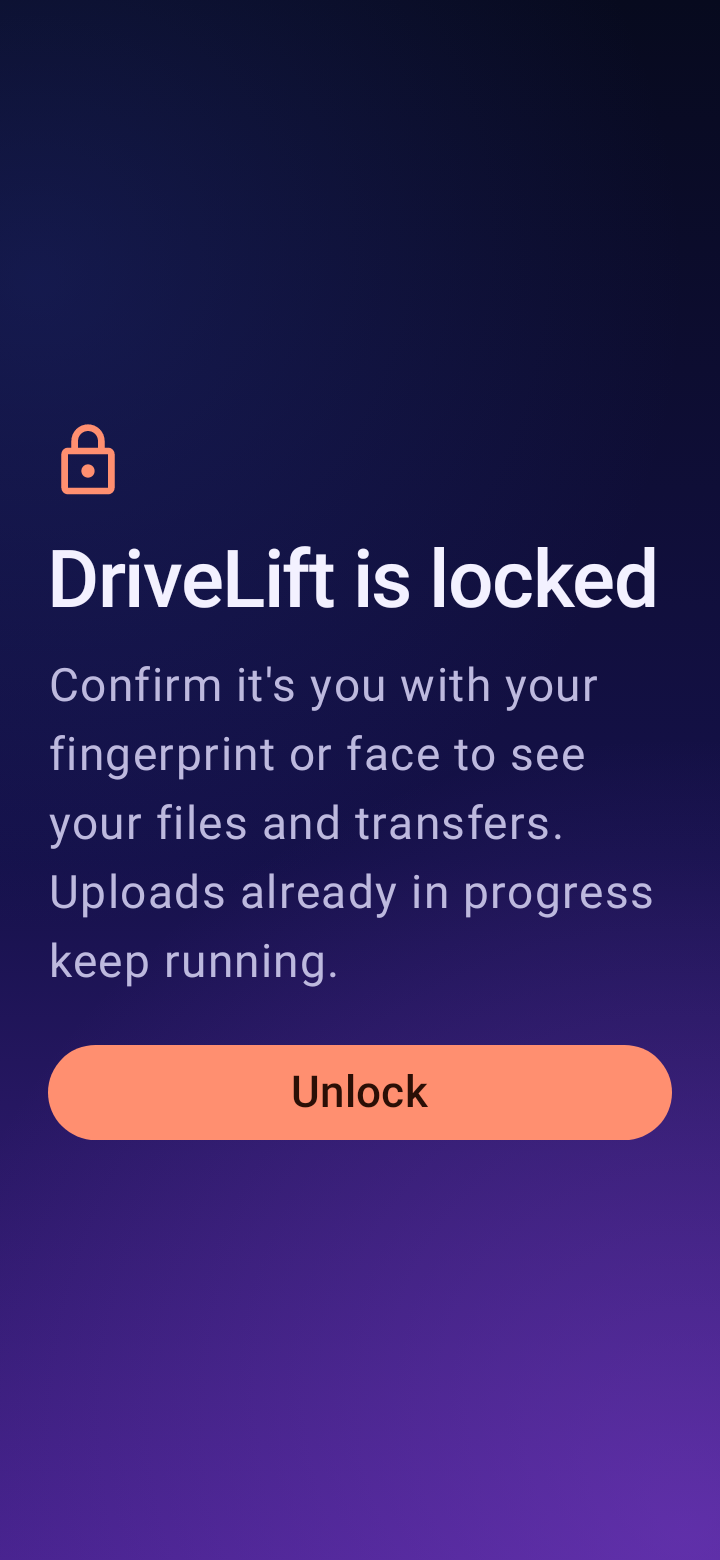 DriveLift is locked
Confirm it's you with your
fingerprint or face to see
your files and transfers.
Uploads already in progress
keep running.
Unlock